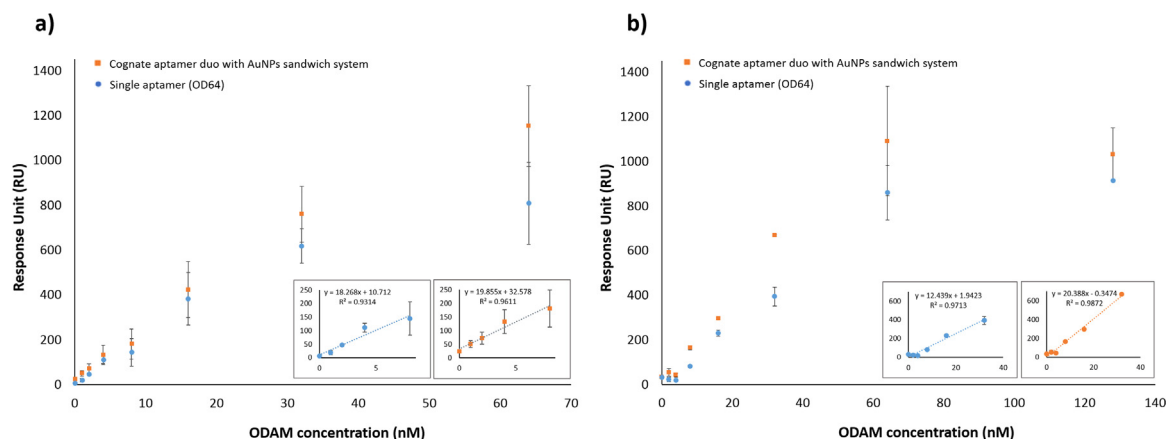 a)
Cognate aptamer duo with AuNPs sandwich system
Single aptamer (OD64)
1400
1200
1000
800
600
400
200
0
Response Unit (RU)
0 10 20 30 40 50 60 70
ODAM concentration (nM)
y = 18.268x + 10.712
R² = 0.9314
250
200
150
100
50
0
0 5
y = 19.855x + 32.578
R² = 0.9611
250
200
150
100
50
0
0 5
b)
Cognate aptamer duo with AuNPs sandwich system
Single aptamer (OD64)
1400
1200
1000
800
600
400
200
0
Response Unit (RU)
0 20 40 60 80 100 120 140
ODAM concentration (nM)
y = 12.439x + 1.9423
R² = 0.9713
600
400
200
0
0 20 40
y = 20.388x - 0.3474
R² = 0.9872
600
400
200
0
0 20 40